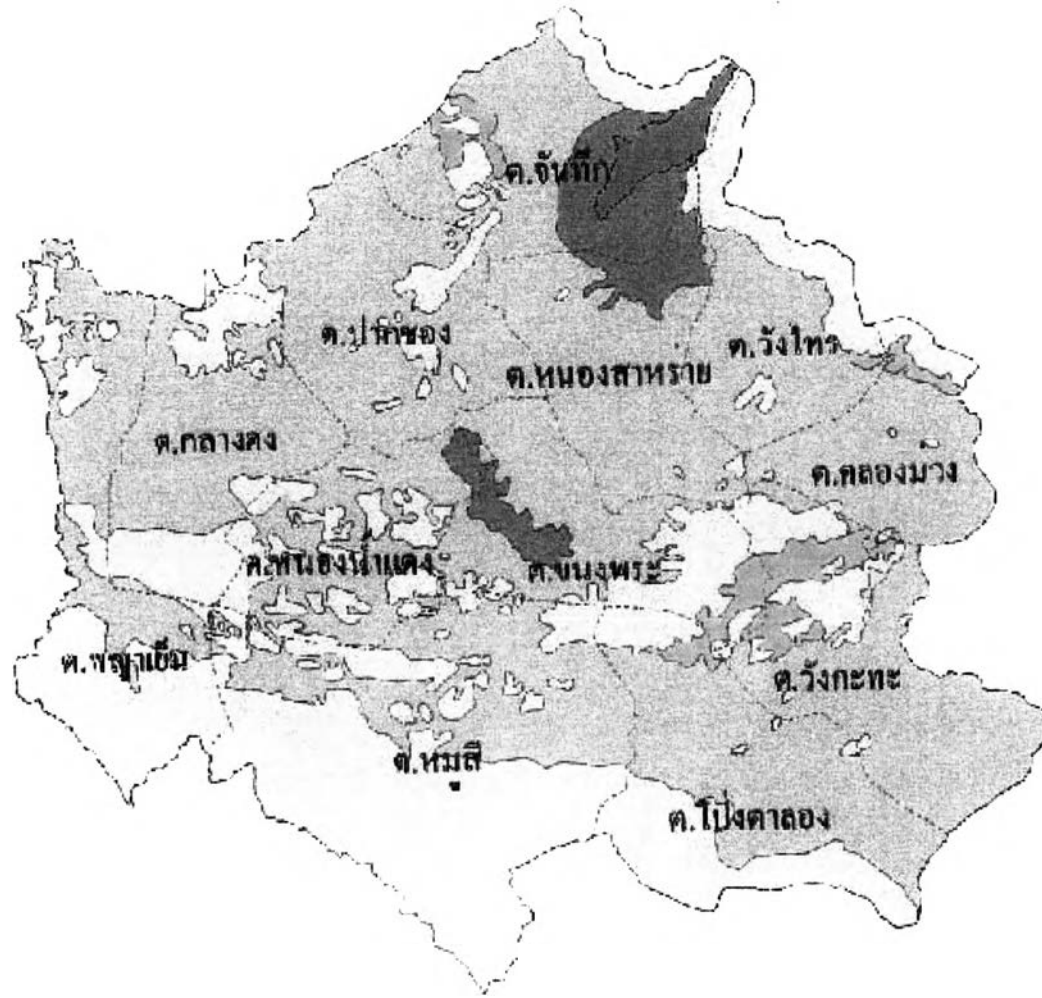 ต.จันทึก
ต.ปากช่อง
ต.วังไทร
ต.หนองสาหร่าย
ต.กลางดง
ต.คลองม่วง
ต.หนองน้ำแดง
ต.ขนงพระ
ต.พญาเย็น
ต.วังกะทะ
ต.หมูสี
ต.โป่งตาลอง